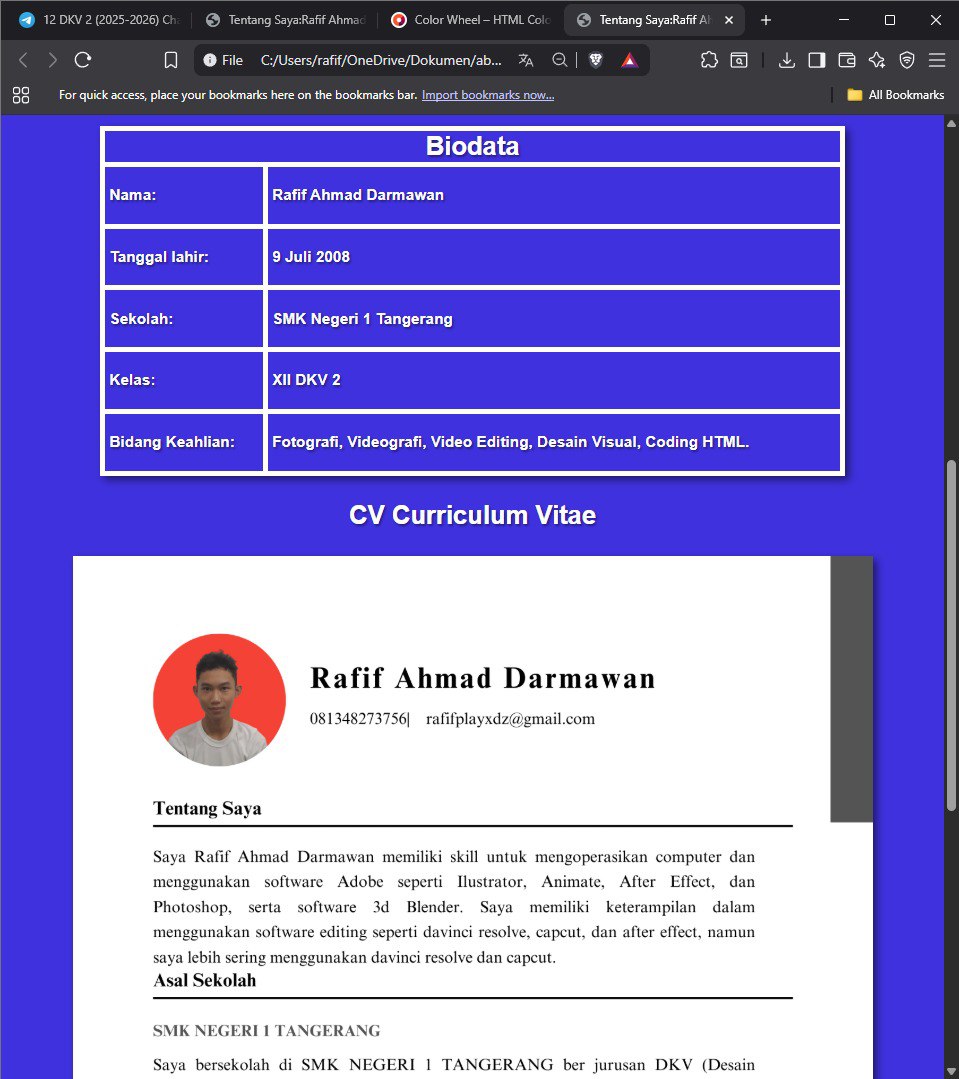 12 DKV 2 (2025-2026) Cha
Tentang Saya:Rafif Ahmad
Color Wheel – HTML Colo
Tentang Saya:Rafif Ah
File
C:/Users/rafif/OneDrive/Dokumen/ab...
For quick access, place your bookmarks here on the bookmarks bar. Import bookmarks now...
All Bookmarks
Biodata
Nama: Rafif Ahmad Darmawan
Tanggal lahir: 9 Juli 2008
Sekolah: SMK Negeri 1 Tangerang
Kelas: XII DKV 2
Bidang Keahlian: Fotografi, Videografi, Video Editing, Desain Visual, Coding HTML.
CV Curriculum Vitae
Rafif Ahmad Darmawan
081348273756| rafifplayxdz@gmail.com
Tentang Saya
Saya Rafif Ahmad Darmawan memiliki skill untuk mengoperasikan computer dan
menggunakan software Adobe seperti Ilustrator, Animate, After Effect, dan
Photoshop, serta software 3d Blender. Saya memiliki keterampilan dalam
menggunakan software editing seperti davinci resolve, capcut, dan after effect, namun
saya lebih sering menggunakan davinci resolve dan capcut.
Asal Sekolah
SMK NEGERI 1 TANGERANG
Saya bersekolah di SMK NEGERI 1 TANGERANG ber jurusan DKV (Desain